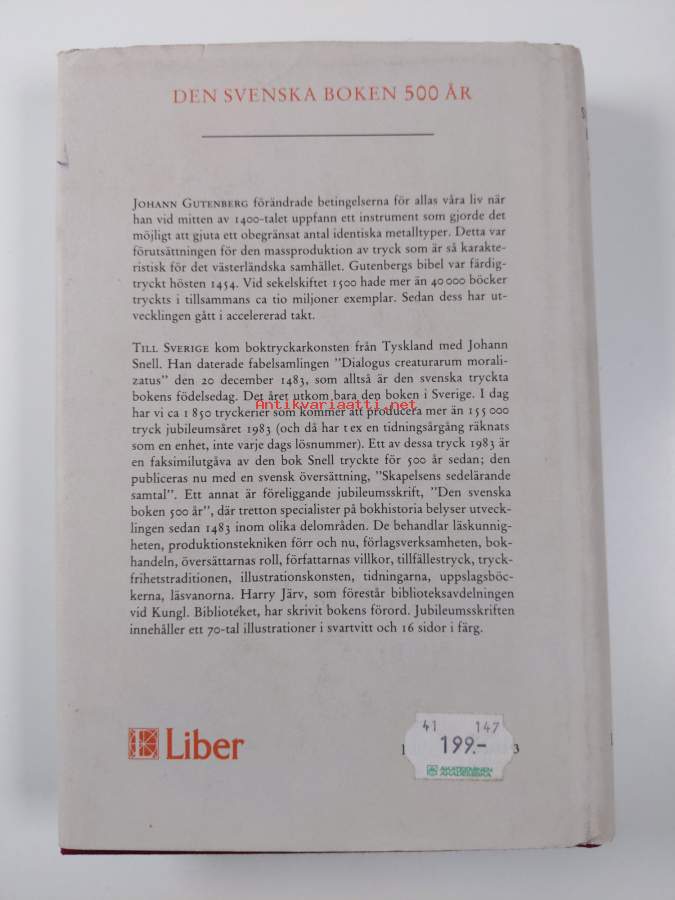 DEN SVENSKA BOKEN 500 ÅR
JOHANN GUTENBERG förändrade betingelserna för allas våra liv när
han vid mitten av 1400-talet uppfann ett instrument som gjorde det
möjligt att gjuta ett obegränsat antal identiska metalltyper. Detta var
förutsättningen för den massproduktion av tryck som är så karakte-
ristisk för det västerländska samhället. Gutenbergs bibel var färdig-
tryckt hösten 1454. Vid sekelskiftet 1500 hade mer än 40 000 böcker
tryckts i tillsammans ca tio miljoner exemplar. Sedan dess har ut-
vecklingen gått i accelererad takt.
TILL SVERIGE kom boktryckarkonsten från Tyskland med Johann
Snell. Han daterade fabelsamlingen "Dialogus creaturarum morali-
zatus" den 20 december 1483, som alltså är den svenska tryckta
bokens födelsedag. Det året utkom bara den boken i Sverige. I dag
Antikvariaatti.net
har vi ca 1 850 tryckerier som kommer att producera mer än 155 000
tryck jubileumsåret 1983 (och då har t ex en tidningsårgång räknats
som en enhet, inte varje dags lösnummer). Ett av dessa tryck 1983 är
en faksimilutgåva av den bok Snell tryckte för 500 år sedan; den
publiceras nu med en svensk översättning, "Skapelsens sedelärande
samtal". Ett annat är föreliggande jubileumsskrift, "Den svenska
boken 500 år", där tretton specialister på bokhistoria belyser utveck-
lingen sedan 1483 inom olika delområden. De behandlar läskunnig-
heten, produktionstekniken förr och nu, förlagsverksamheten, bok-
handeln, översättarnas roll, författarnas villkor, tillfällestryck, tryck-
frihetstraditionen, illustrationskonsten, tidningarna, uppslagsböc-
kerna, läsvanorna. Harry Järv, som förestår biblioteksavdelningen
vid Kungl. Biblioteket, har skrivit bokens förord. Jubileumsskriften
innehåller ett 70-tal illustrationer i svartvitt och 16 sidor i färg.
Liber
41 147
199.-
AKATEEMINEN
AKADEMISKA